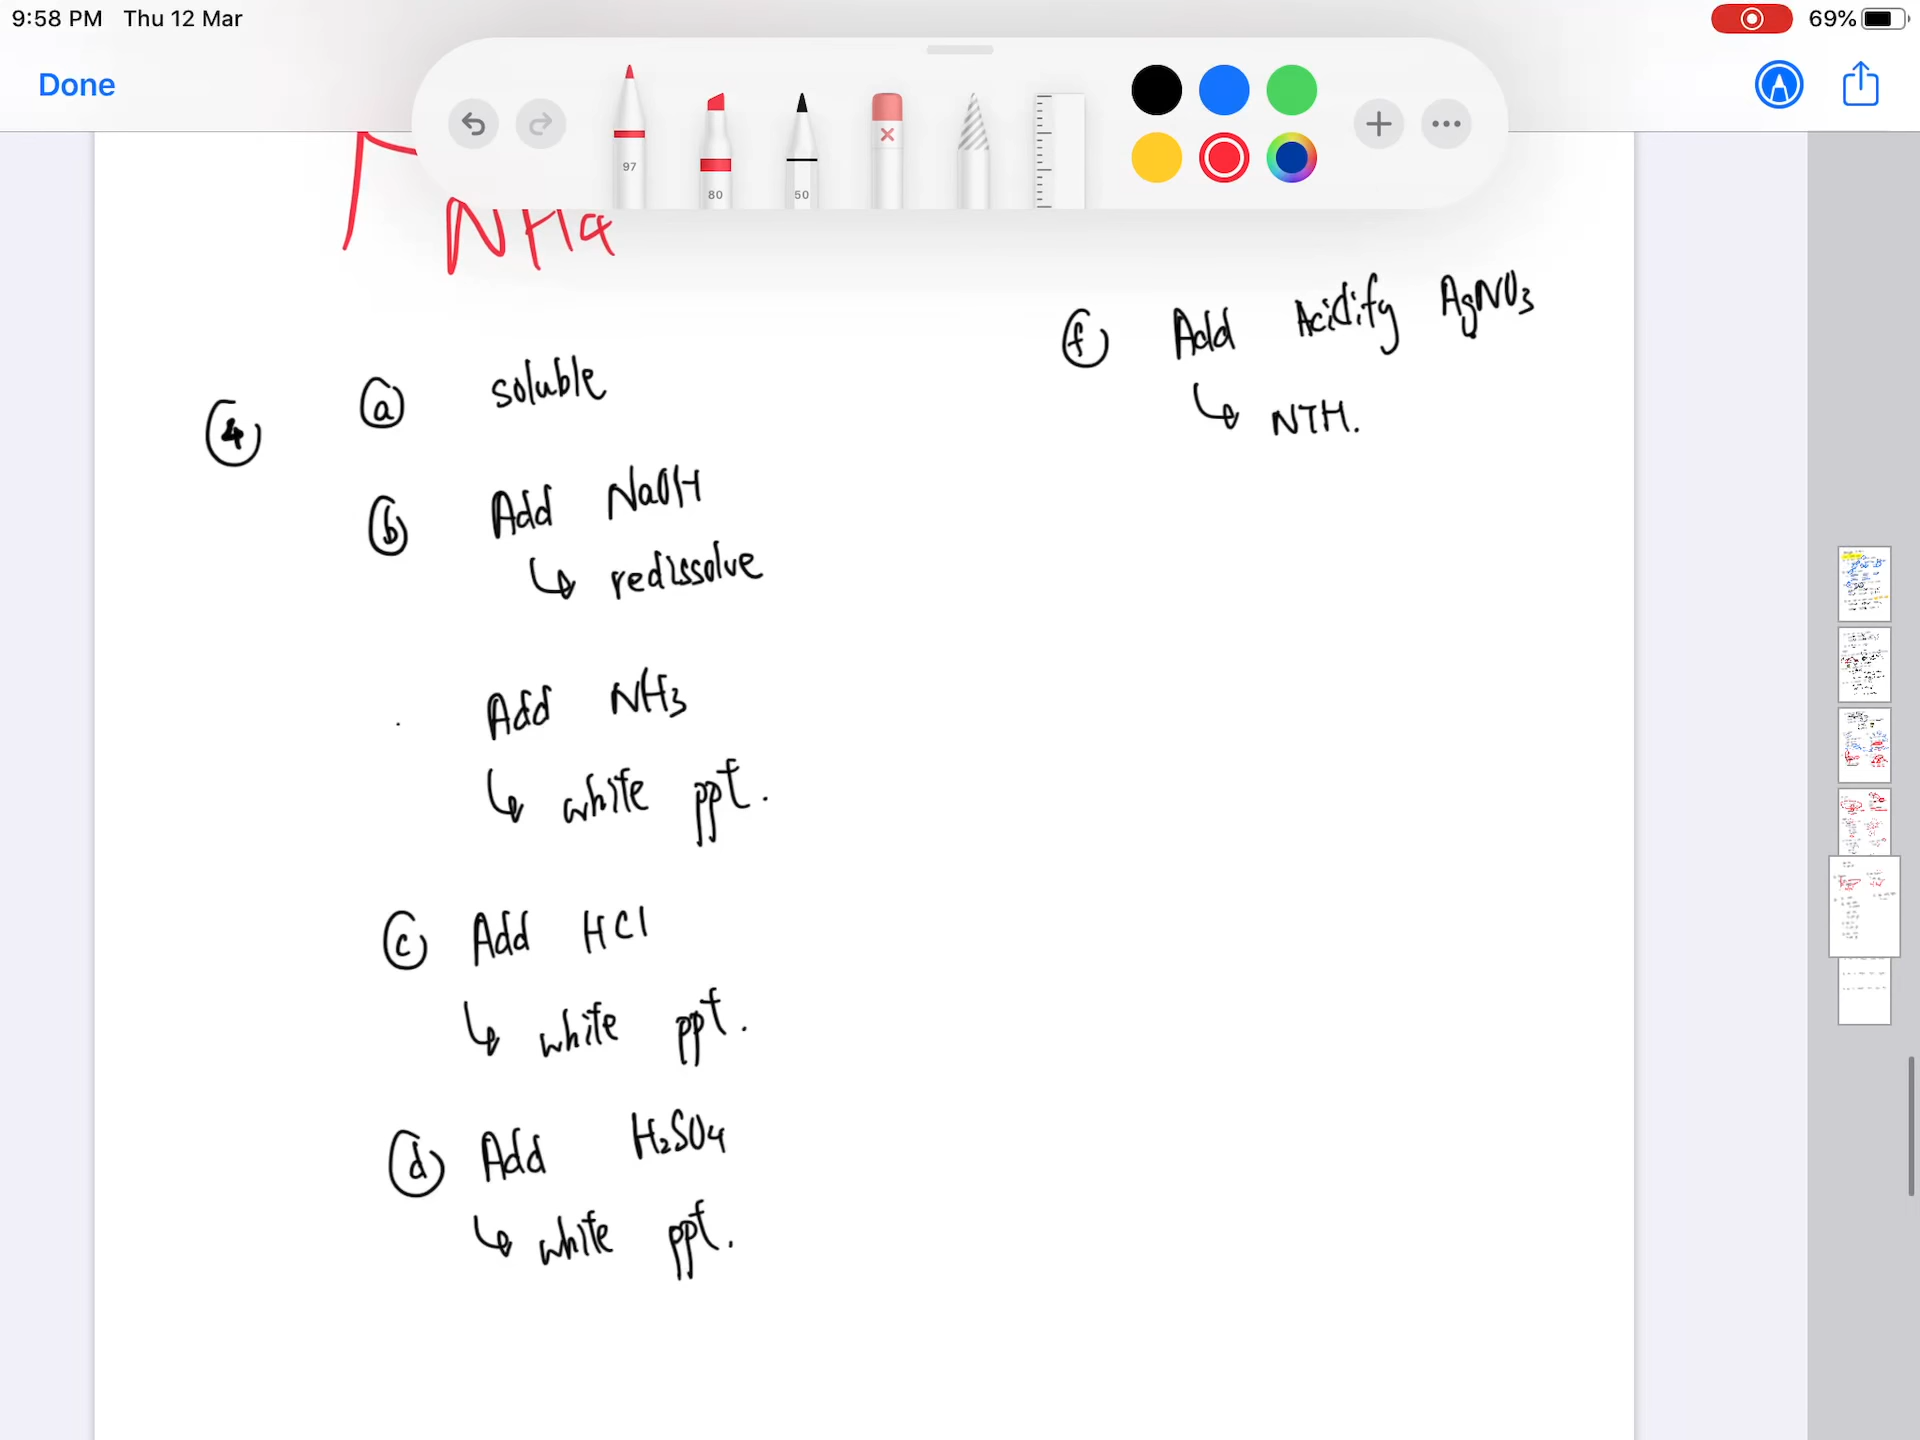 9:58 PM Thu 12 Mar
69%
Done
97
80
50
NH4
④
ⓐ soluble
ⓑ Add NaOH
↳ redissolve
Add NH₃
↳ white ppt.
ⓒ Add HCl
↳ white ppt.
ⓓ Add H₂SO₄
↳ white ppt.
ⓕ Add Acidify AgNO₃
↳ NTH.